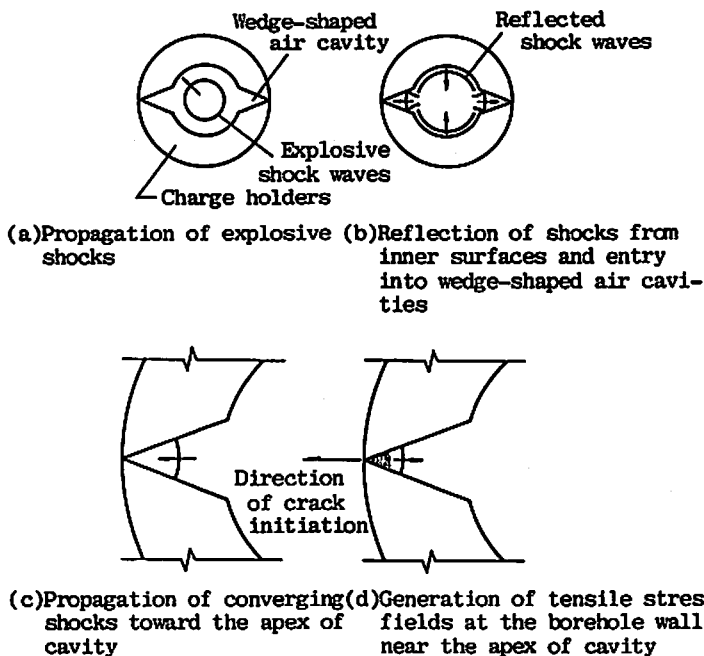 Wedge-shaped
air cavity
Explosive
shock waves
Charge holders
Reflected
shock waves
(a)Propagation of explosive
shocks
(b)Reflection of shocks from
inner surfaces and entry
into wedge-shaped air cavi-
ties
Direction
of crack
initiation
(c)Propagation of converging
shocks toward the apex of
cavity
(d)Generation of tensile stres
fields at the borehole wall
near the apex of cavity